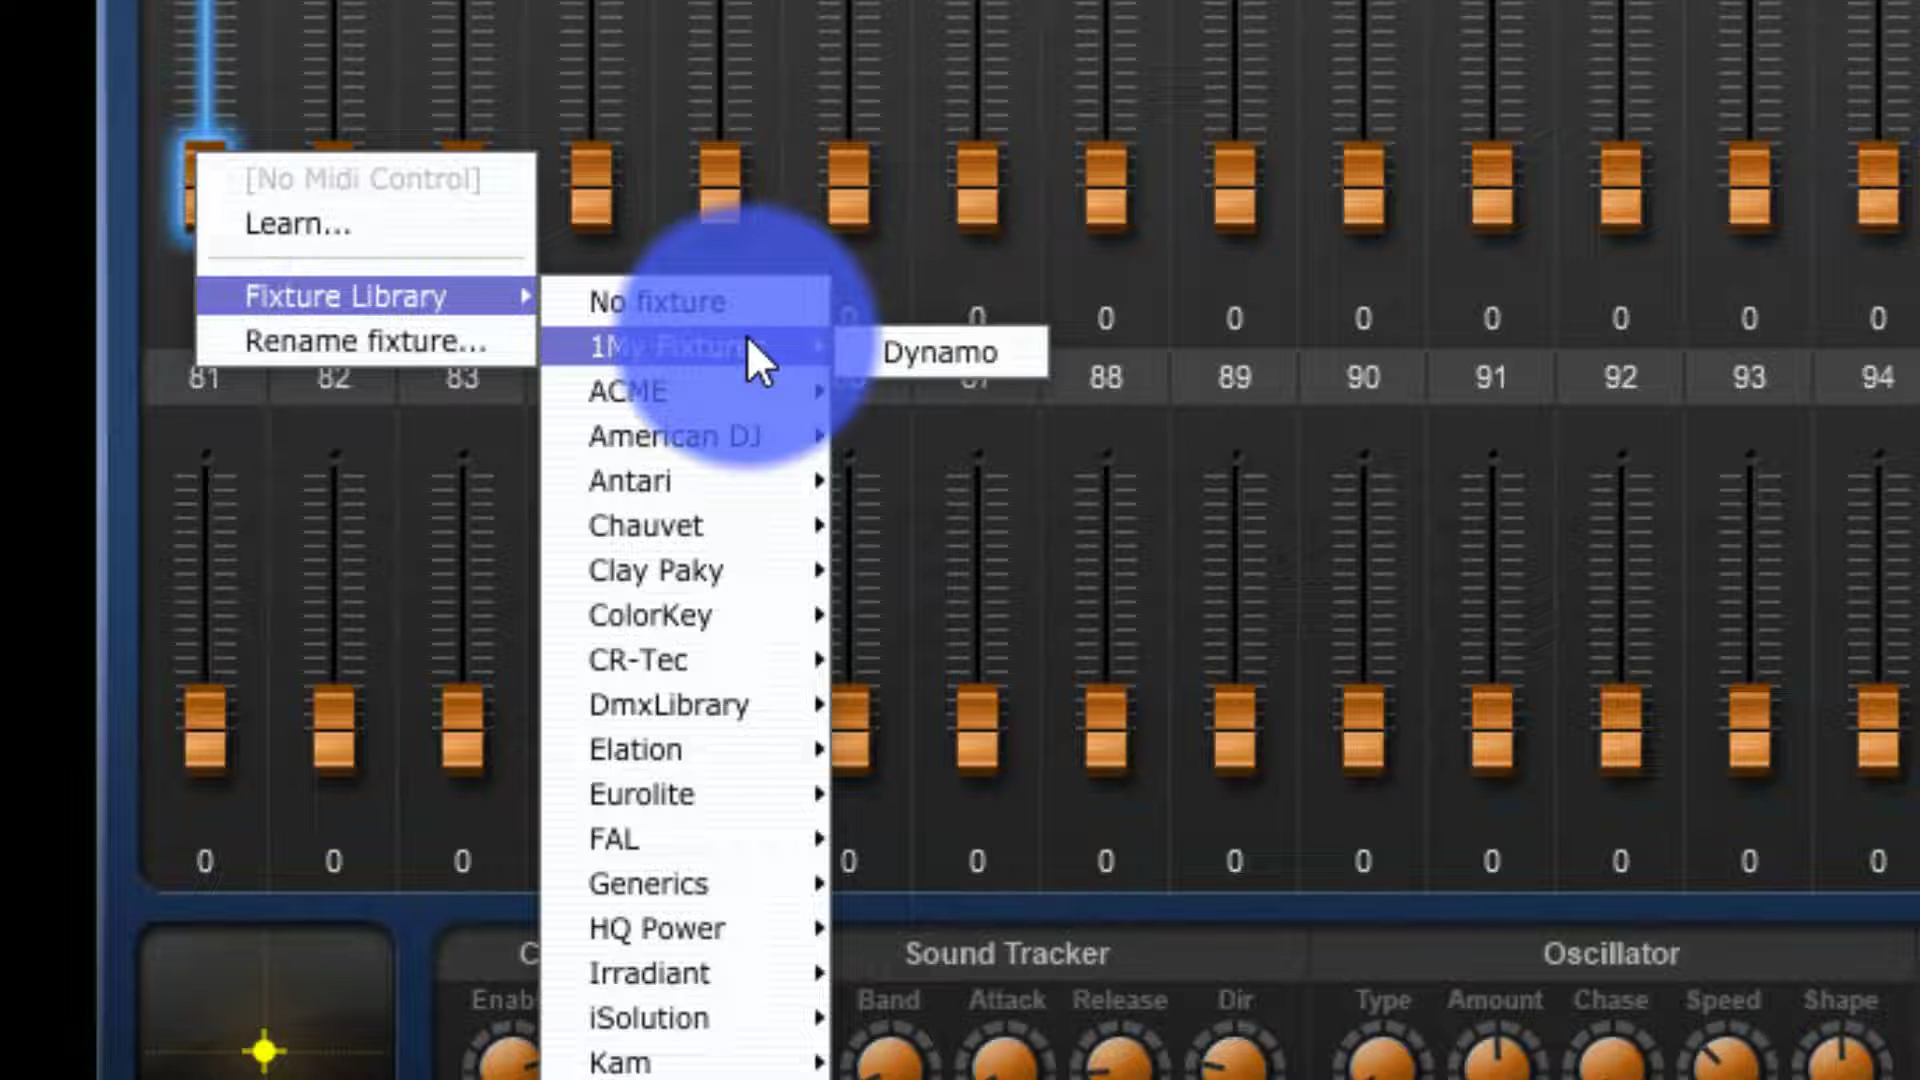 [No Midi Control]
Learn...
Fixture Library
Rename fixture...
No fixture
1My Fixtures
Dynamo
ACME
American DJ
Antari
Chauvet
Clay Paky
ColorKey
CR-Tec
DmxLibrary
Elation
Eurolite
FAL
Generics
HQ Power
Irradiant
iSolution
Kam
0 0 0 0 0 0 0 0 0
81 82 83 88 89 90 91 92 93 94
0 0 0 0 0 0 0 0 0 0 0 0
Sound Tracker Oscillator
Band Attack Release Dir Type Amount Chase Speed Shape